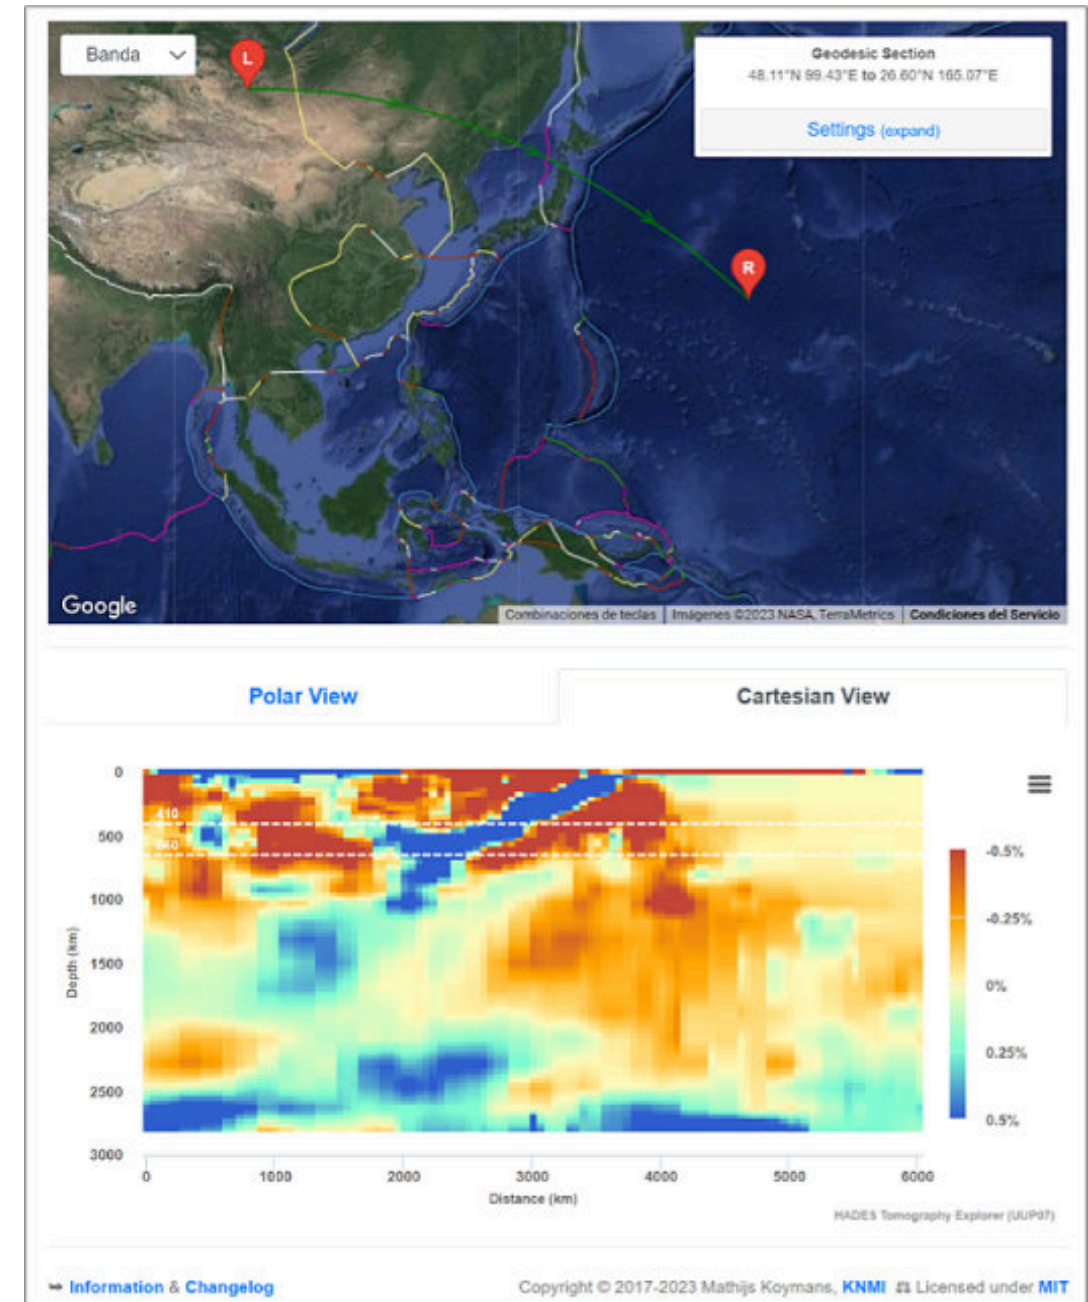 Banda
L
Geodesic Section
48.11°N 99.43°E to 26.60°N 165.07°E
Settings (expand)
R
Google
Combinaciones de teclas
Imágenes ©2023 NASA, TerraMetrics
Condiciones del Servicio
Polar View
Cartesian View
0
410
500
660
1000
1500
2000
2500
3000
Depth (km)
0
1000
2000
3000
4000
5000
6000
Distance (km)
-0.5%
-0.25%
0%
0.25%
0.5%
HADES Tomography Explorer (UUP07)
➥ Information & Changelog
Copyright © 2017-2023 Mathijs Koymans, KNMI ⚖ Licensed under MIT